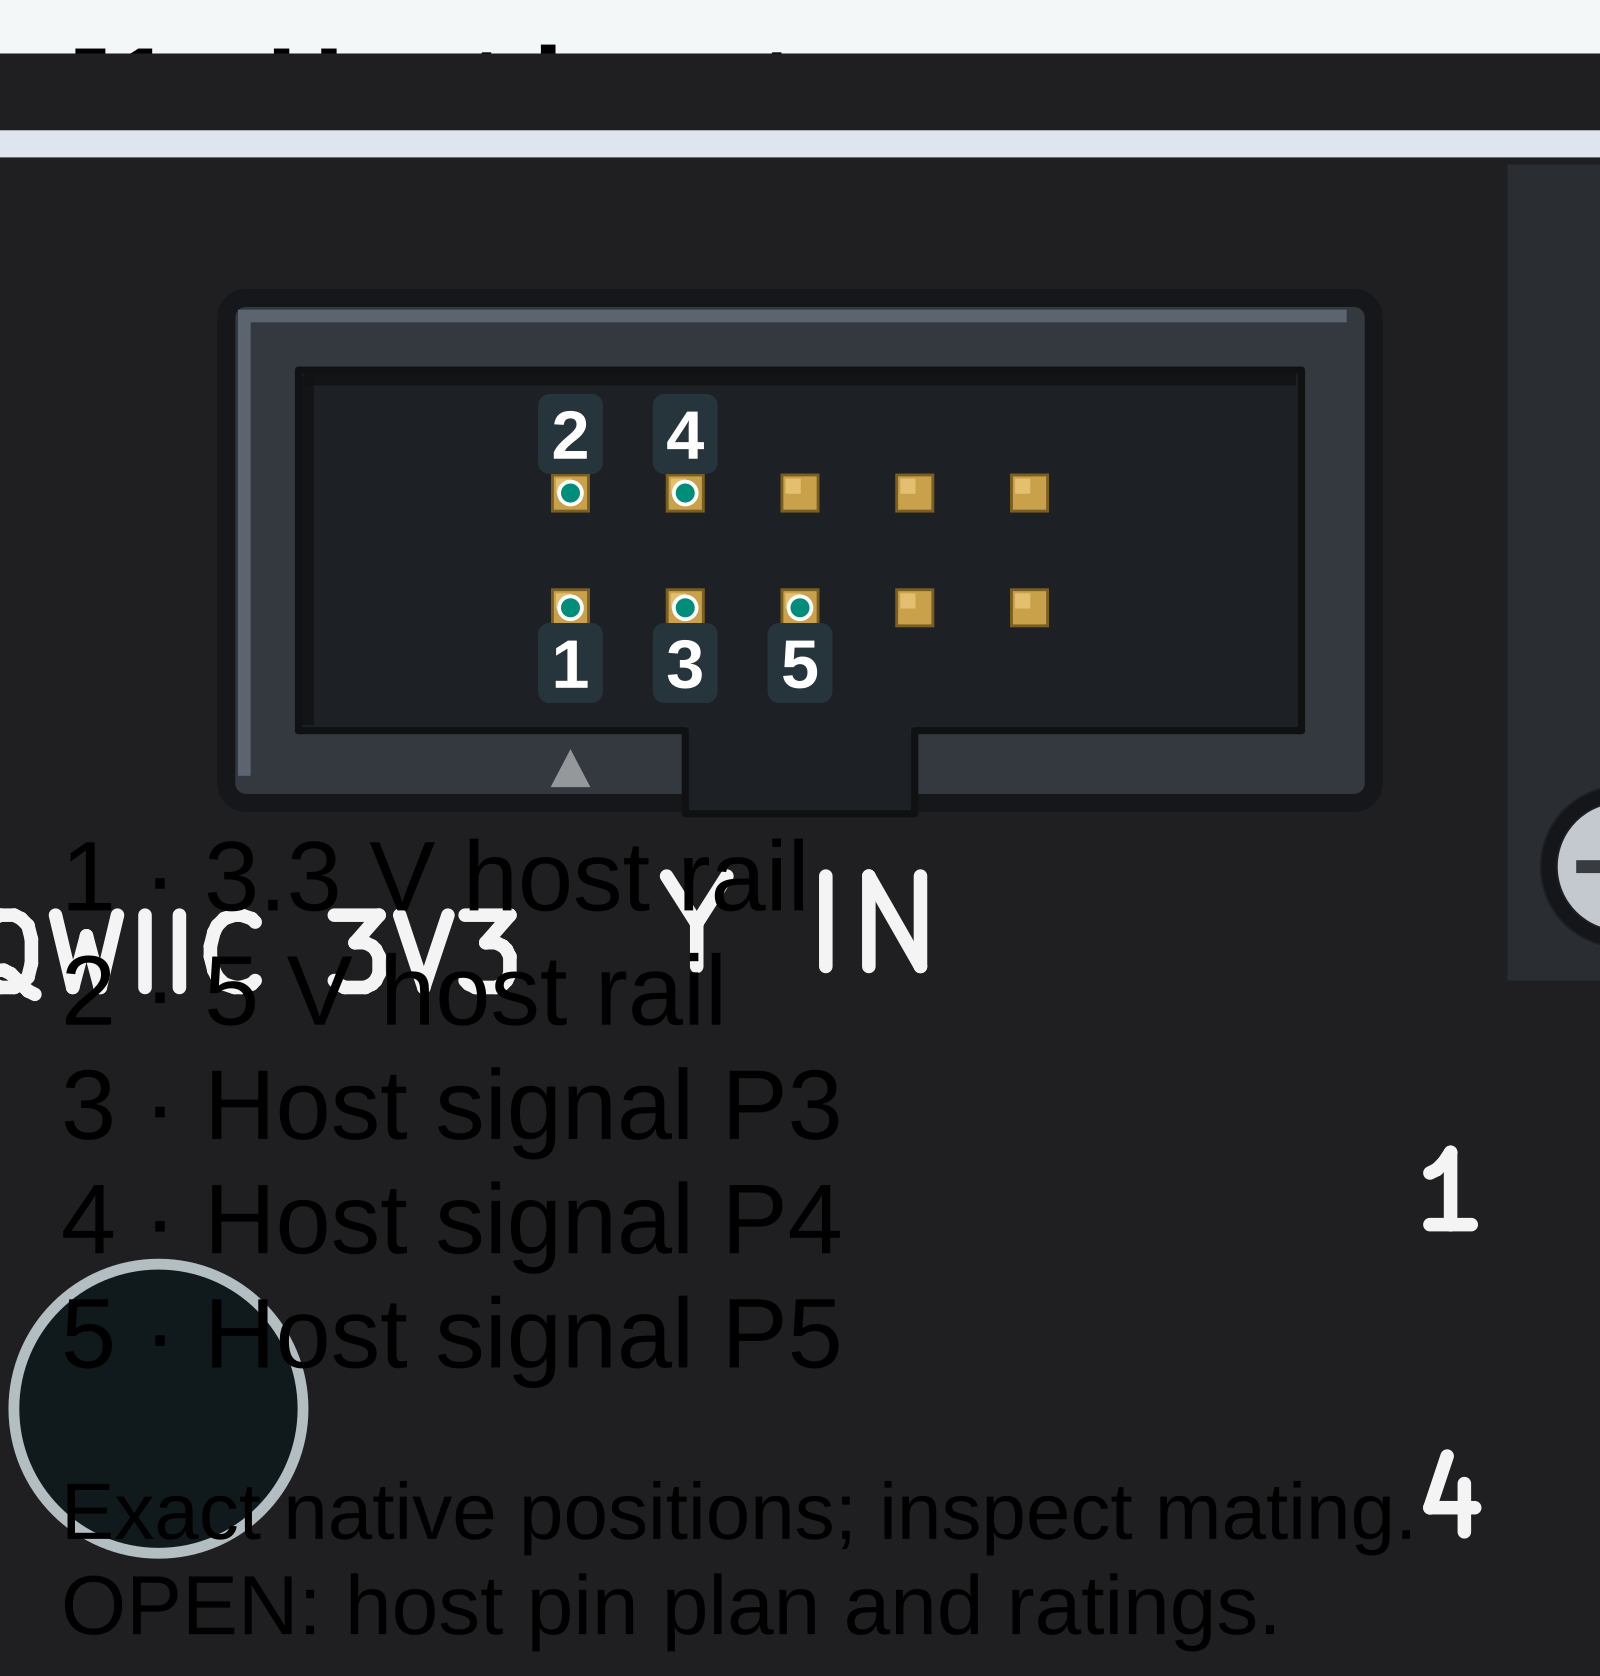 2 4
1 3 5
1 · 3.3 V host rail
Y IN
QWIIC 3V3
2 · 5 V host rail
3 · Host signal P3
1
4 · Host signal P4
5 · Host signal P5
4
Exact native positions; inspect mating.
OPEN: host pin plan and ratings.